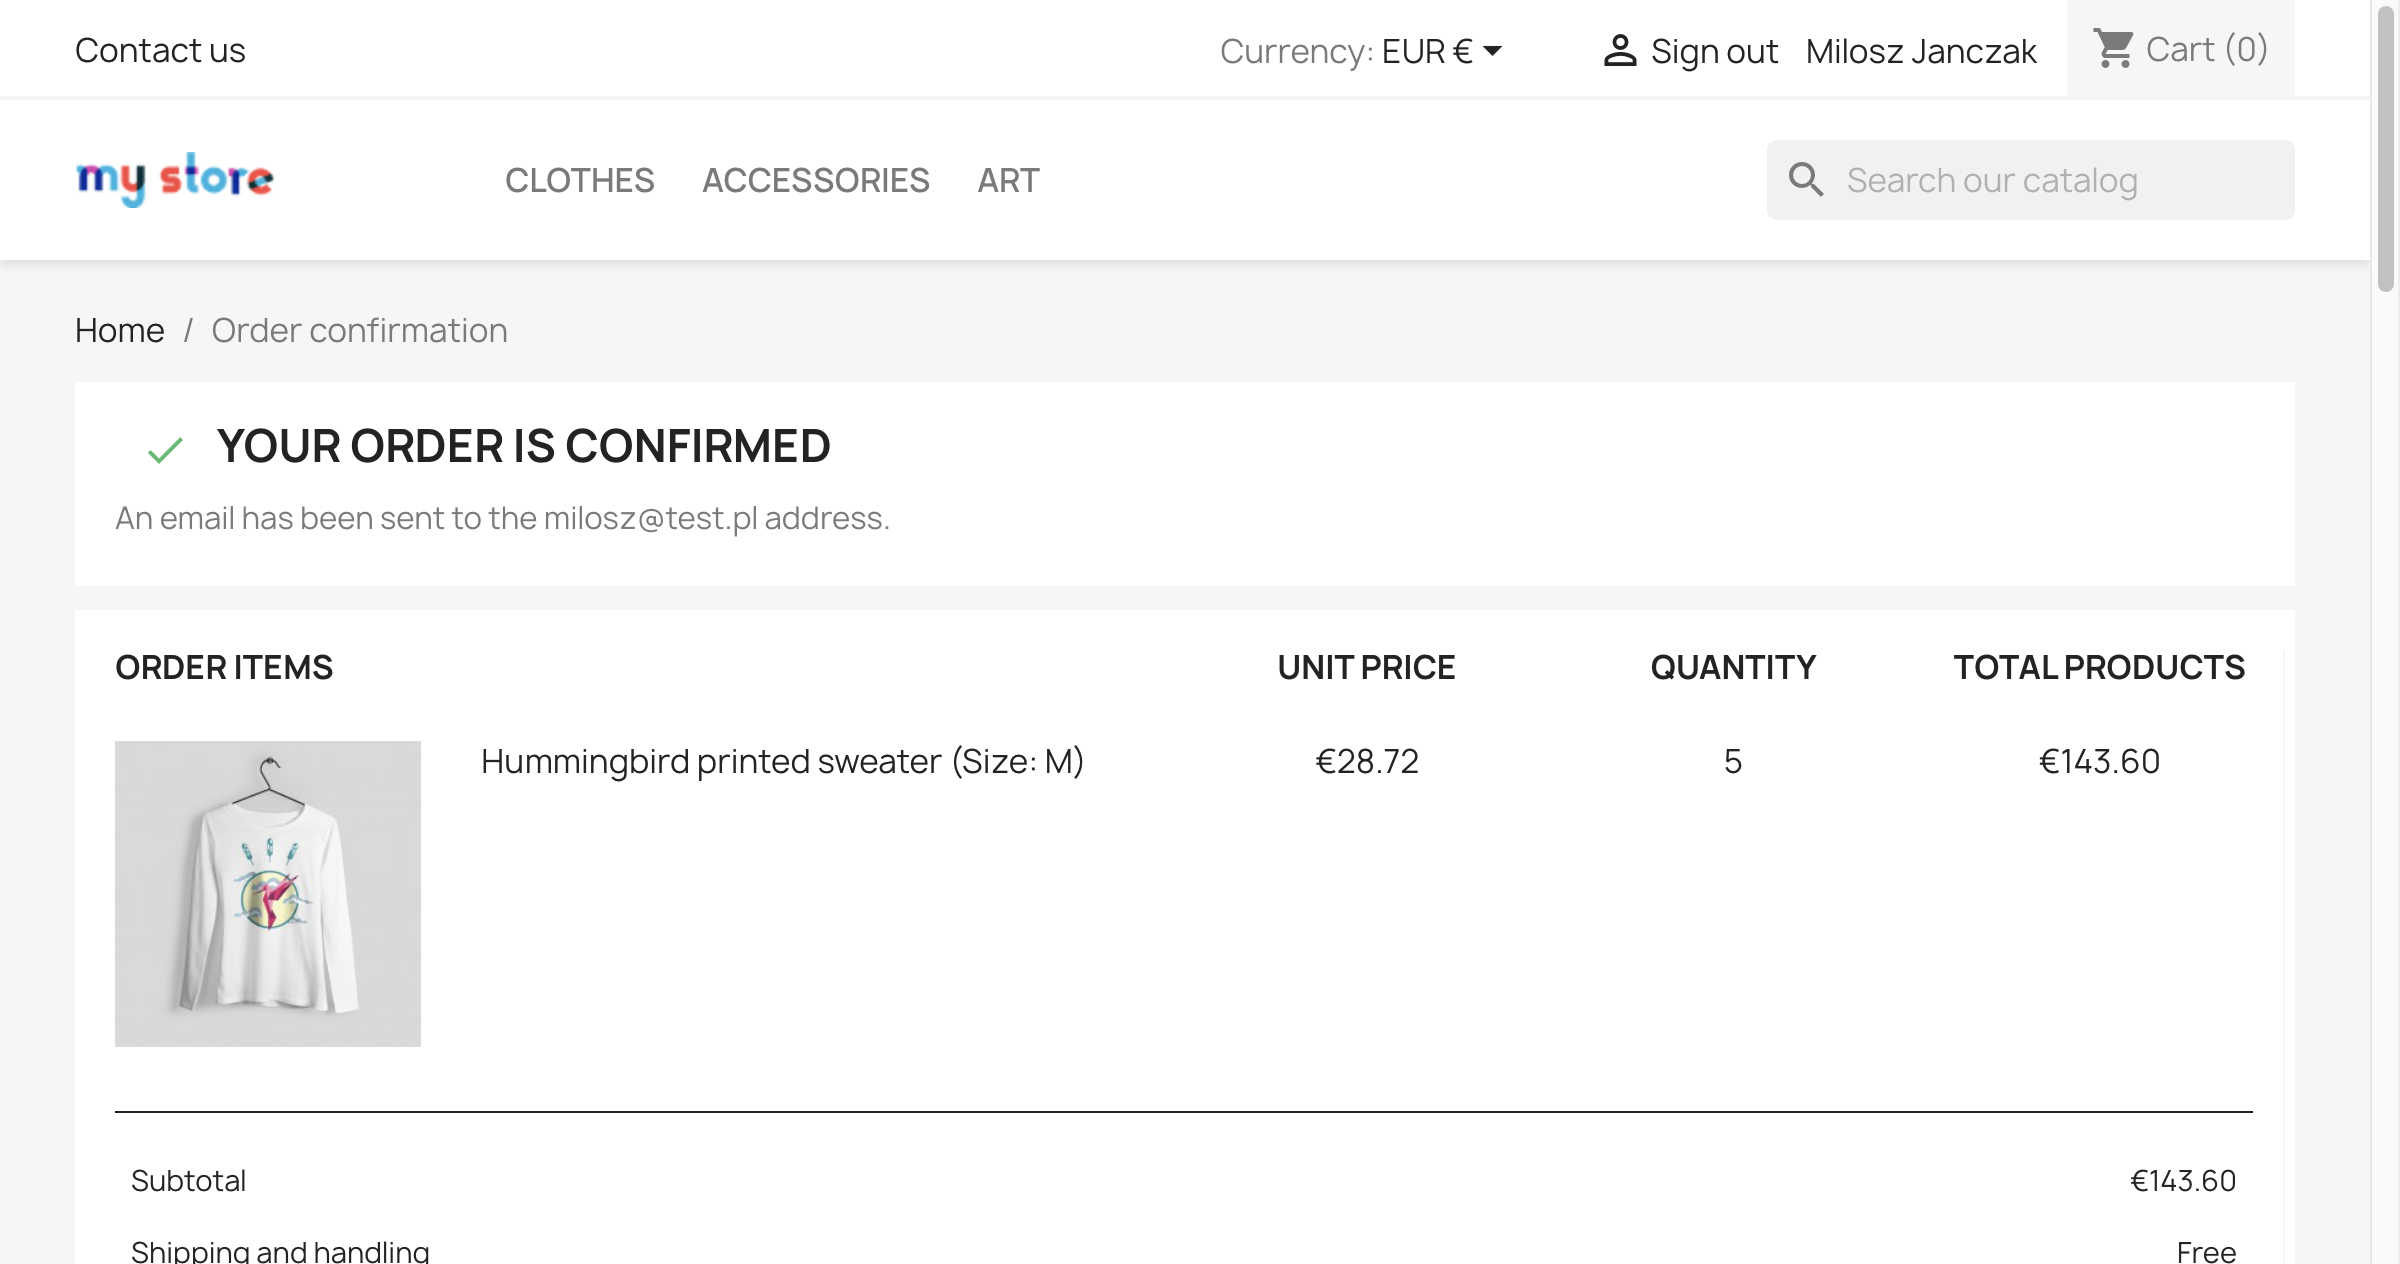 Contact us
Currency: EUR €
Sign out
Milosz Janczak
Cart (0)
my store
CLOTHES
ACCESSORIES
ART
Search our catalog
Home / Order confirmation
YOUR ORDER IS CONFIRMED
An email has been sent to the milosz@test.pl address.
ORDER ITEMS
UNIT PRICE
QUANTITY
TOTAL PRODUCTS
Hummingbird printed sweater (Size: M)
€28.72
5
€143.60
Subtotal
€143.60
Shipping and handling
Free